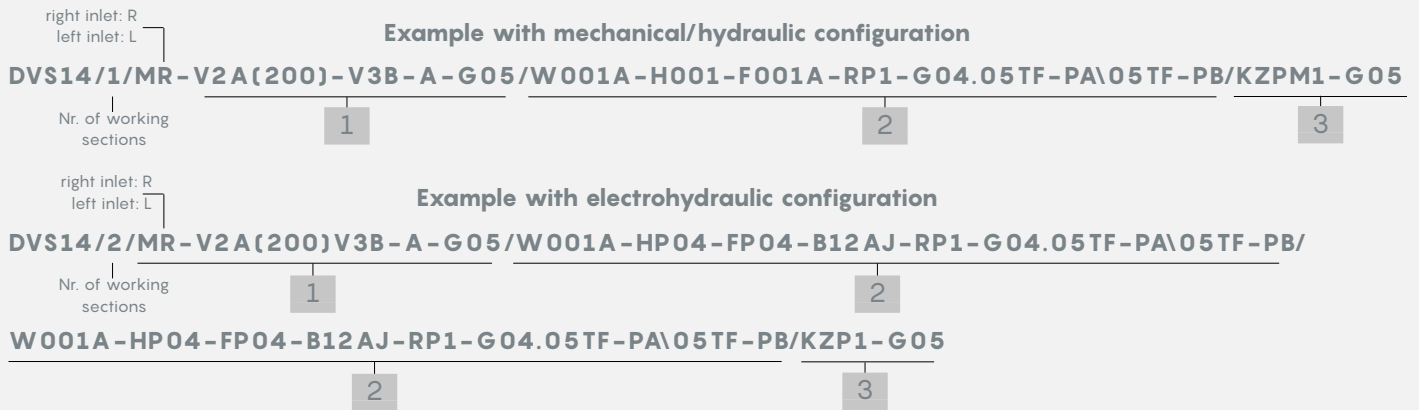 right inlet: R
left inlet: L
Example with mechanical/hydraulic configuration
DVS14/1/MR-V2A(200)-V3B-A-G05/W001A-H001-F001A-RP1-G04.05TF-PA\05TF-PB/KZPM1-G05
Nr. of working
sections
1
2
3
right inlet: R
left inlet: L
Example with electrohydraulic configuration
DVS14/2/MR-V2A(200)V3B-A-G05/W001A-HP04-FP04-B12AJ-RP1-G04.05TF-PA\05TF-PB/
Nr. of working
sections
1
2
W001A-HP04-FP04-B12AJ-RP1-G04.05TF-PA\05TF-PB/KZP1-G05
2
3